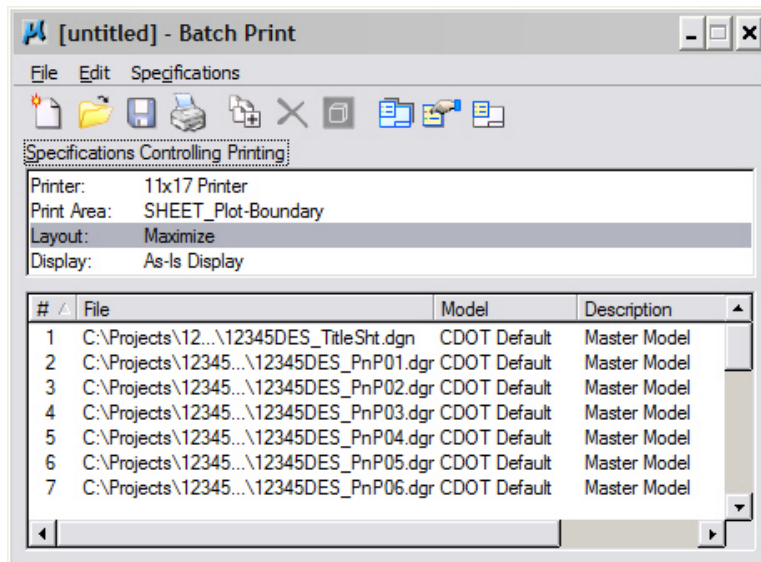 [untitled] - Batch Print
File Edit Specifications
Specifications Controlling Printing
Printer: 11x17 Printer
Print Area: SHEET_Plot-Boundary
Layout: Maximize
Display: As-Is Display
# File Model Description
1 C:\Projects\12...\12345DES_TitleSht.dgn CDOT Default Master Model
2 C:\Projects\12345...\12345DES_PnP01.dgr CDOT Default Master Model
3 C:\Projects\12345...\12345DES_PnP02.dgr CDOT Default Master Model
4 C:\Projects\12345...\12345DES_PnP03.dgr CDOT Default Master Model
5 C:\Projects\12345...\12345DES_PnP04.dgr CDOT Default Master Model
6 C:\Projects\12345...\12345DES_PnP05.dgr CDOT Default Master Model
7 C:\Projects\12345...\12345DES_PnP06.dgr CDOT Default Master Model